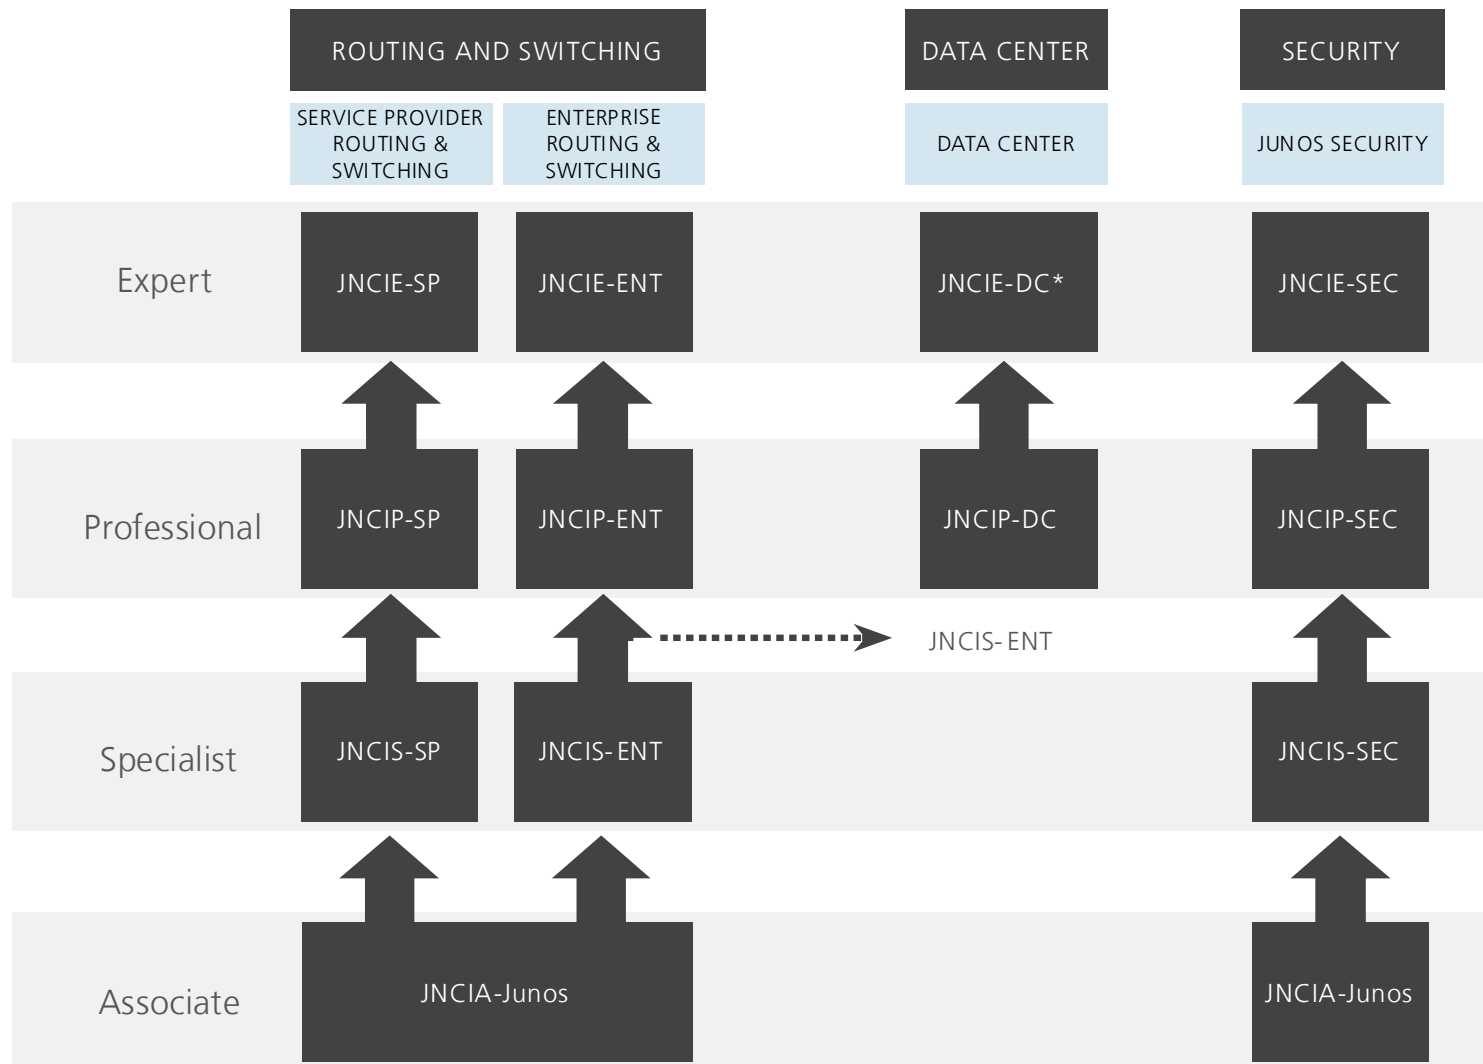 ROUTING AND SWITCHING
DATA CENTER
SECURITY
SERVICE PROVIDER
ROUTING &
SWITCHING
ENTERPRISE
ROUTING &
SWITCHING
DATA CENTER
JUNOS SECURITY
Expert
JNCIE-SP
JNCIE-ENT
JNCIE-DC*
JNCIE-SEC
Professional
JNCIP-SP
JNCIP-ENT
JNCIP-DC
JNCIP-SEC
JNCIS-ENT
Specialist
JNCIS-SP
JNCIS-ENT
JNCIS-SEC
Associate
JNCIA-Junos
JNCIA-Junos